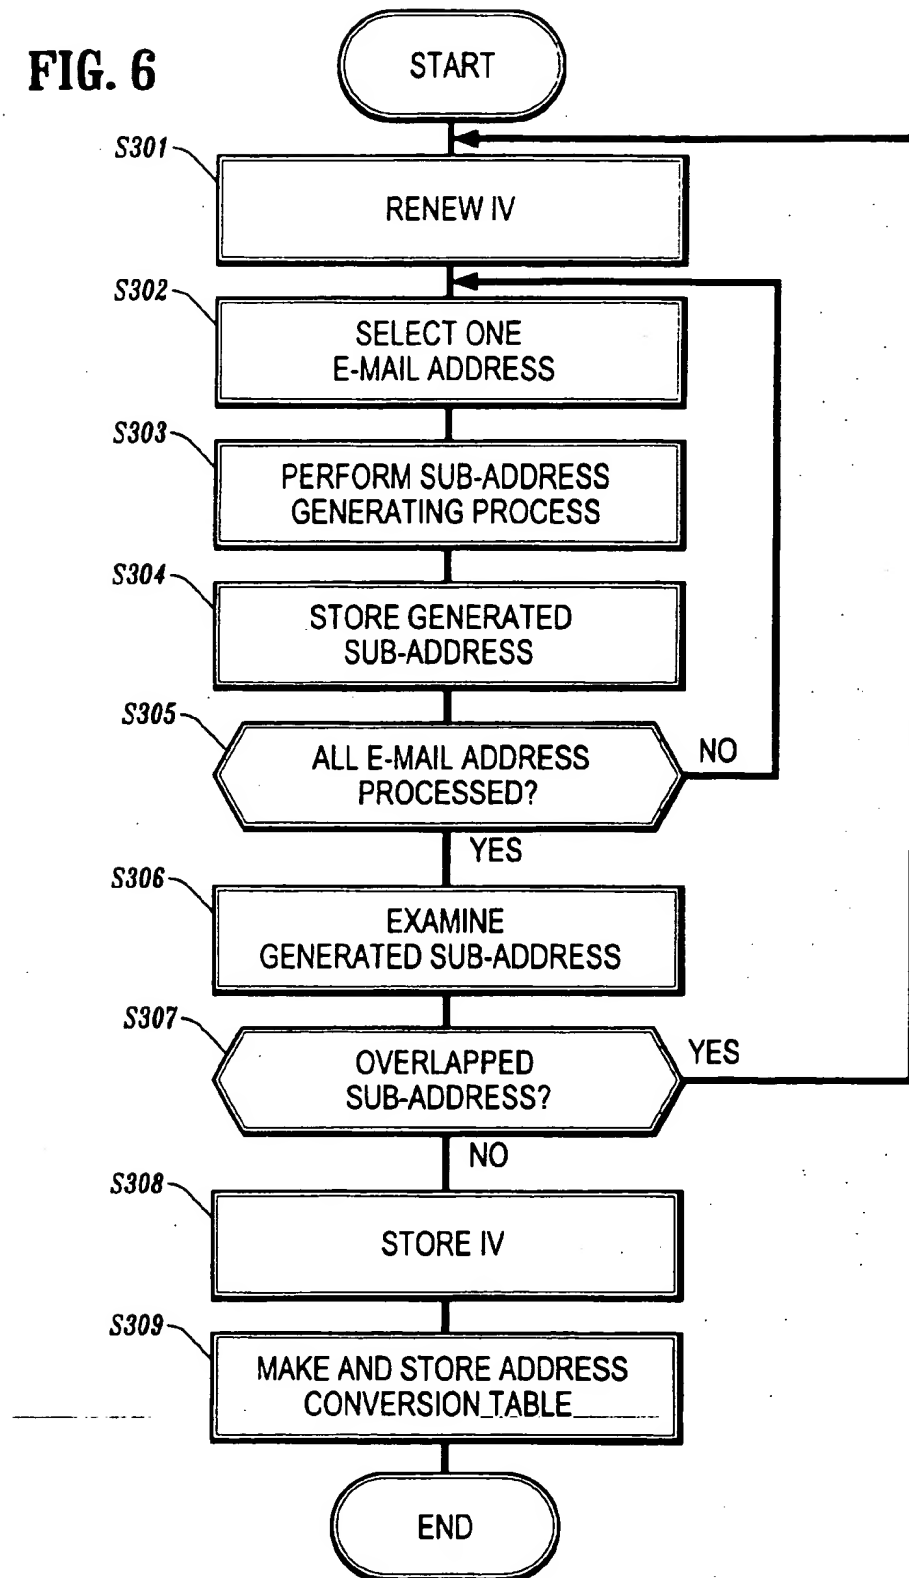 FIG. 6
START
S301
RENEW IV
S302
SELECT ONE
E-MAIL ADDRESS
S303
PERFORM SUB-ADDRESS
GENERATING PROCESS
S304
STORE GENERATED
SUB-ADDRESS
S305
ALL E-MAIL ADDRESS
PROCESSED?
NO
YES
S306
EXAMINE
GENERATED SUB-ADDRESS
S307
OVERLAPPED
SUB-ADDRESS?
YES
NO
S308
STORE IV
S309
MAKE AND STORE ADDRESS
CONVERSION TABLE
END